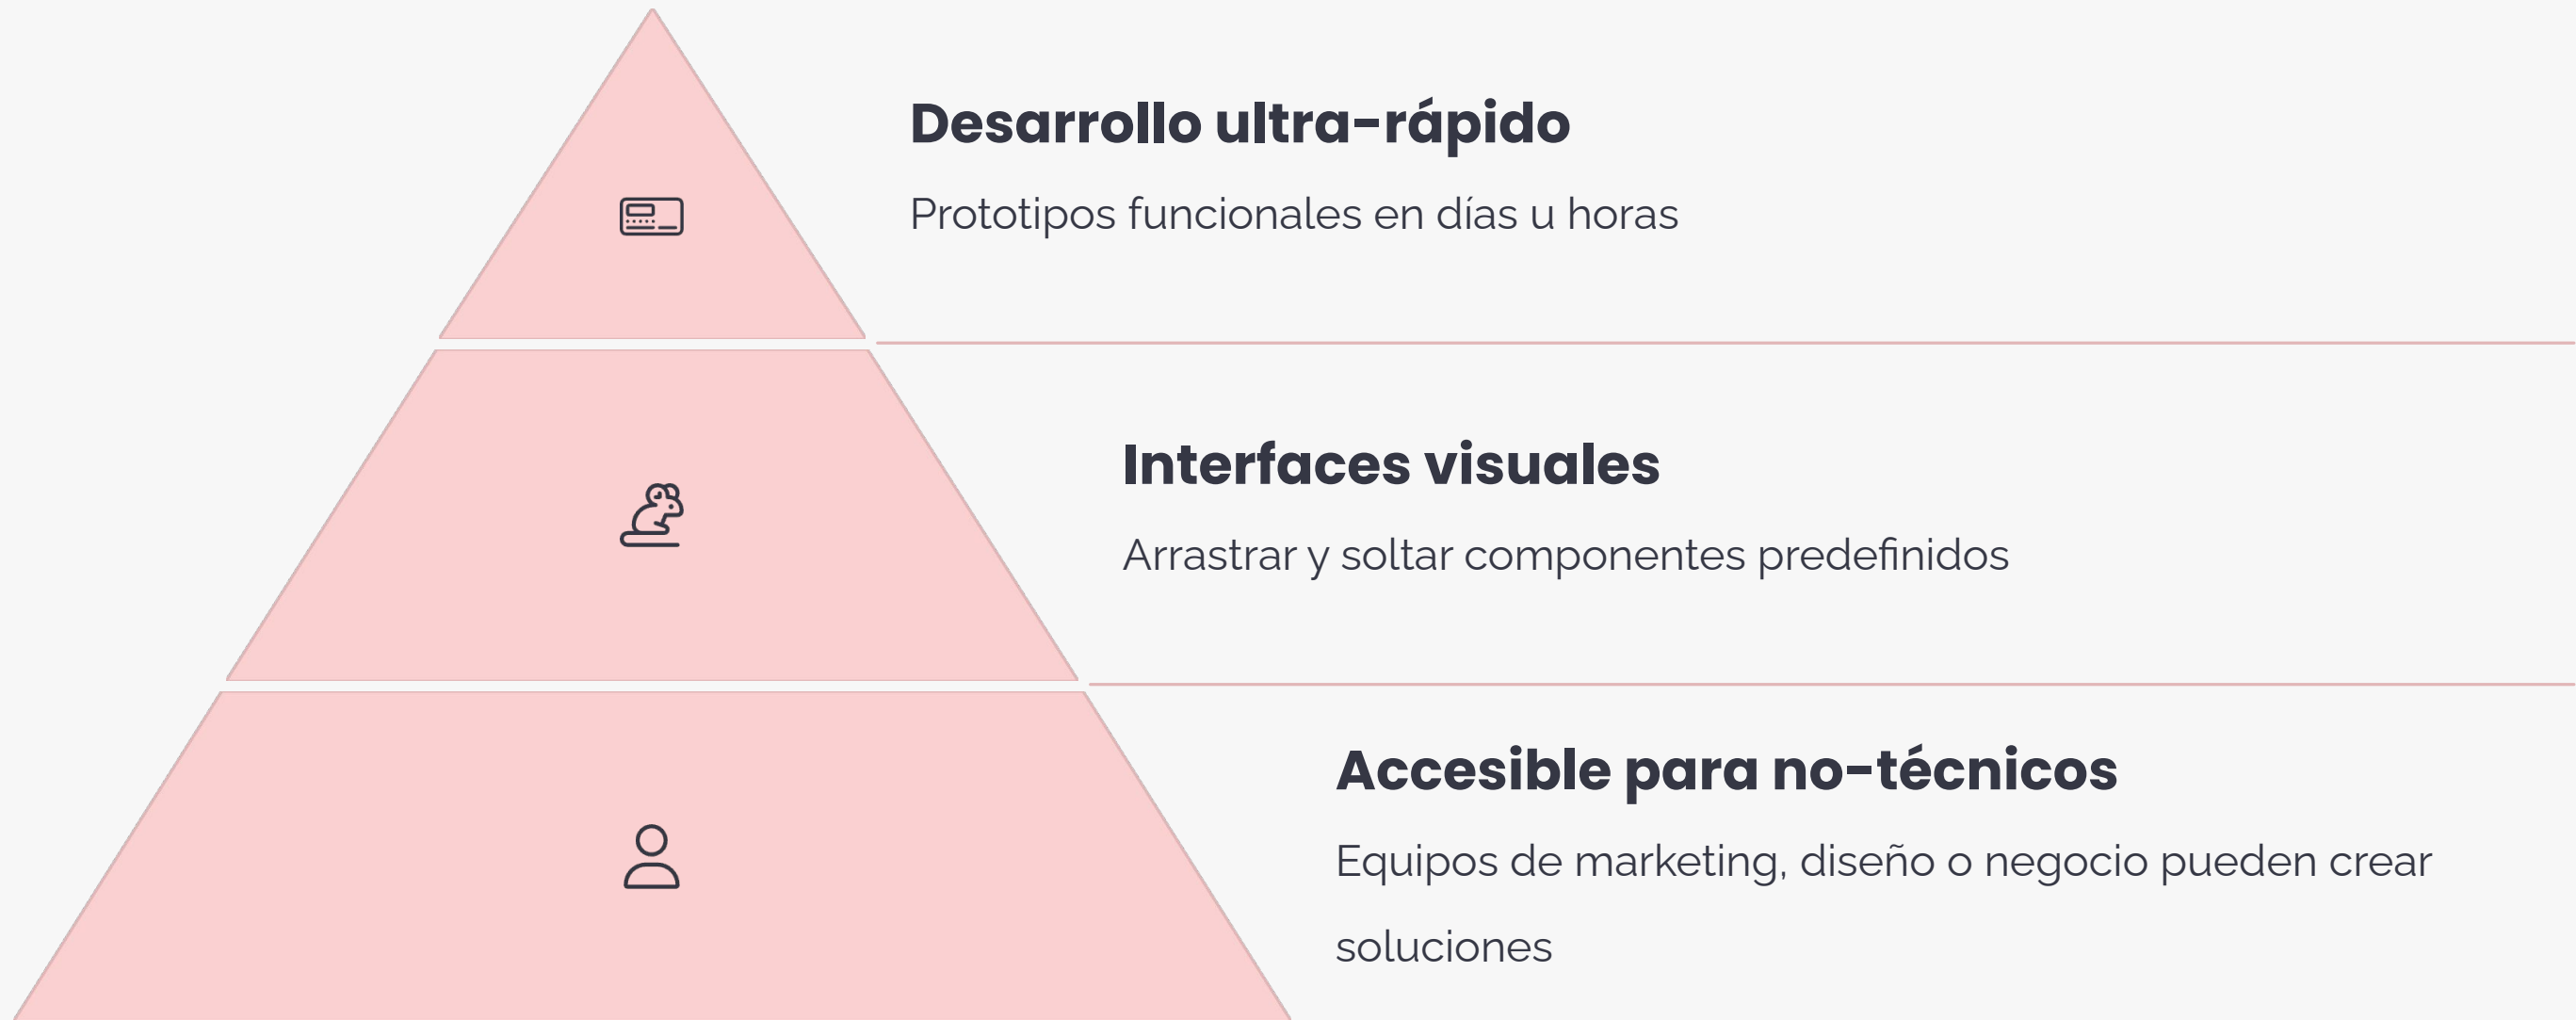 Desarrollo ultra-rápido
Prototipos funcionales en días u horas
Interfaces visuales
Arrastrar y soltar componentes predefinidos
Accesible para no-técnicos
Equipos de marketing, diseño o negocio pueden crear
soluciones